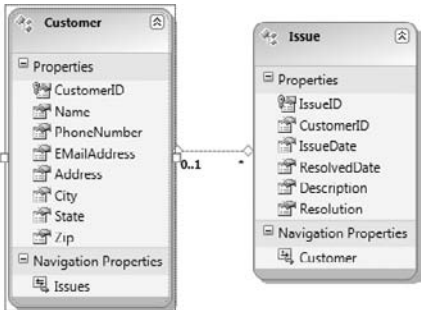 Customer
Properties
CustomerID
Name
PhoneNumber
EMailAddress
Address
City
State
Zip
Navigation Properties
Issues
0..1
*
Issue
Properties
IssueID
CustomerID
IssueDate
ResolvedDate
Description
Resolution
Navigation Properties
Customer